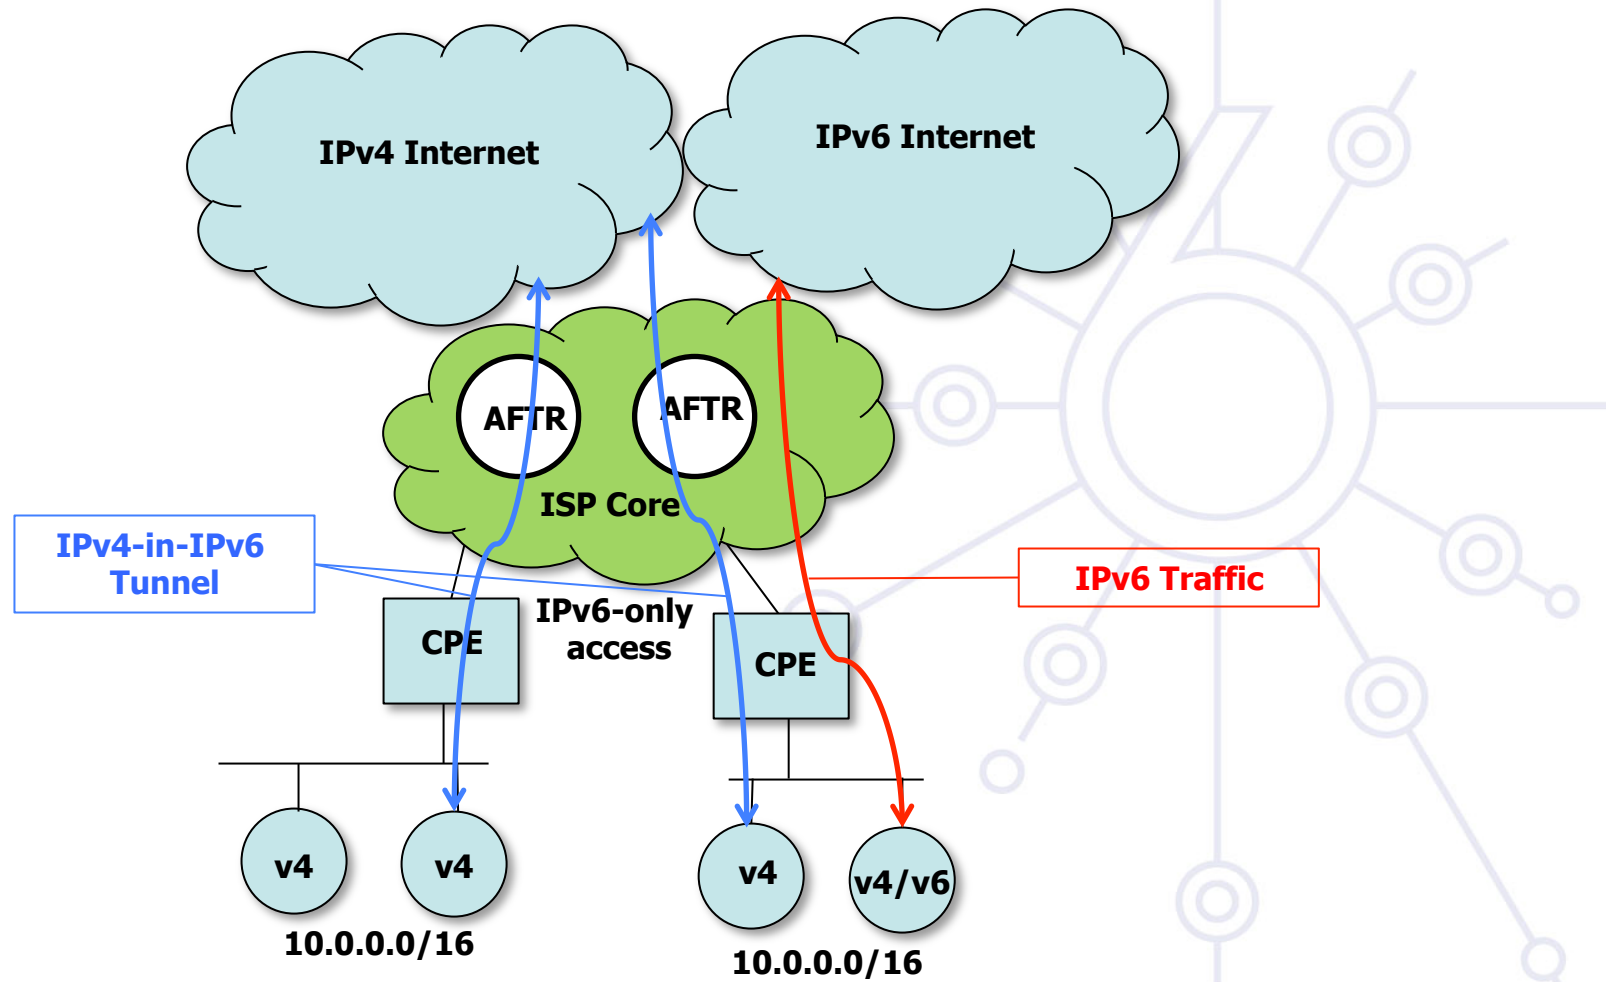 IPv4 Internet
IPv6 Internet
AFTR
AFTR
ISP Core
IPv4-in-IPv6
Tunnel
IPv6 Traffic
IPv6-only
access
CPE
CPE
v4
v4
v4
v4/v6
10.0.0.0/16
10.0.0.0/16